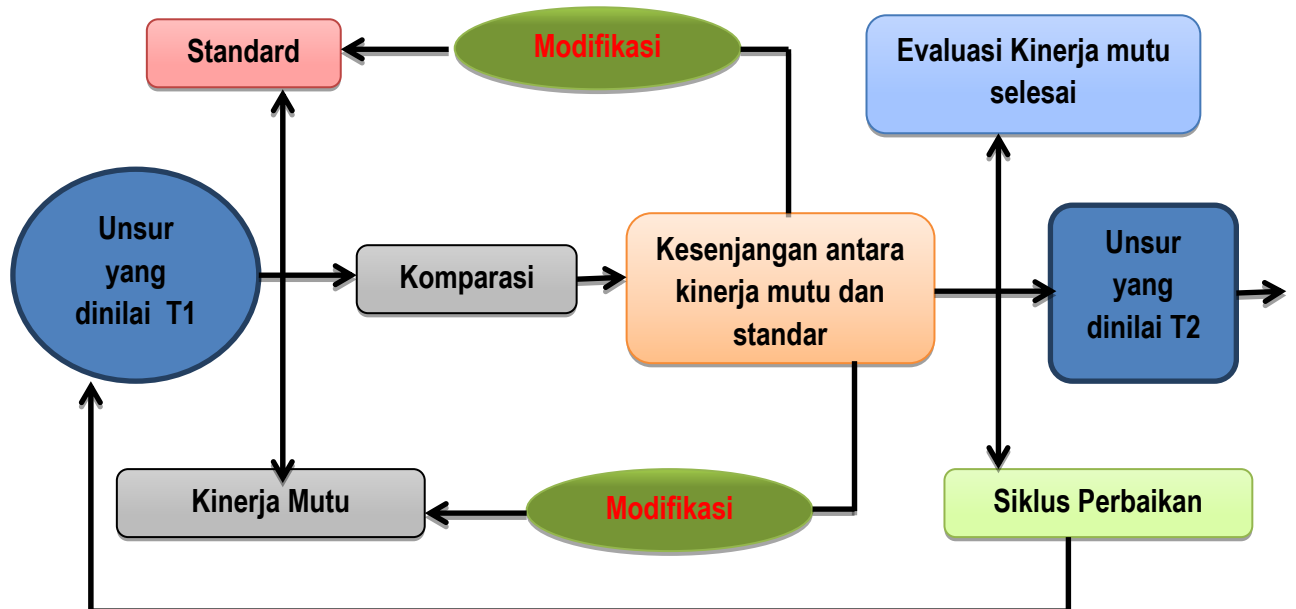 Standard
Modifikasi
Evaluasi Kinerja mutu
selesai
Unsur
yang
dinilai T1
Komparasi
Kesenjangan antara
kinerja mutu dan
standar
Unsur
yang
dinilai T2
Kinerja Mutu
Modifikasi
Siklus Perbaikan